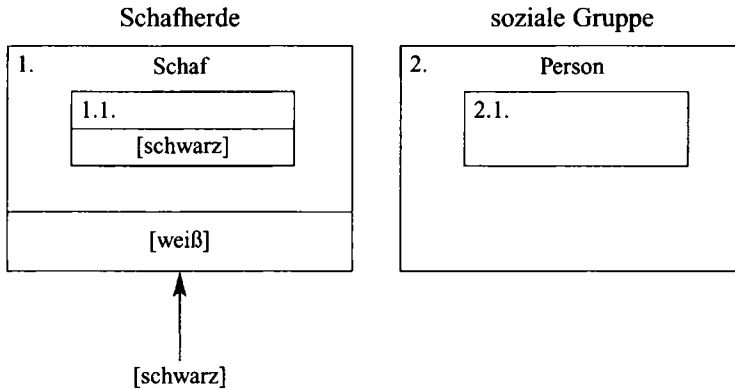 Schafherde
soziale Gruppe
1. Schaf
2. Person
1.1.
2.1.
[schwarz]
[weiß]
[schwarz]